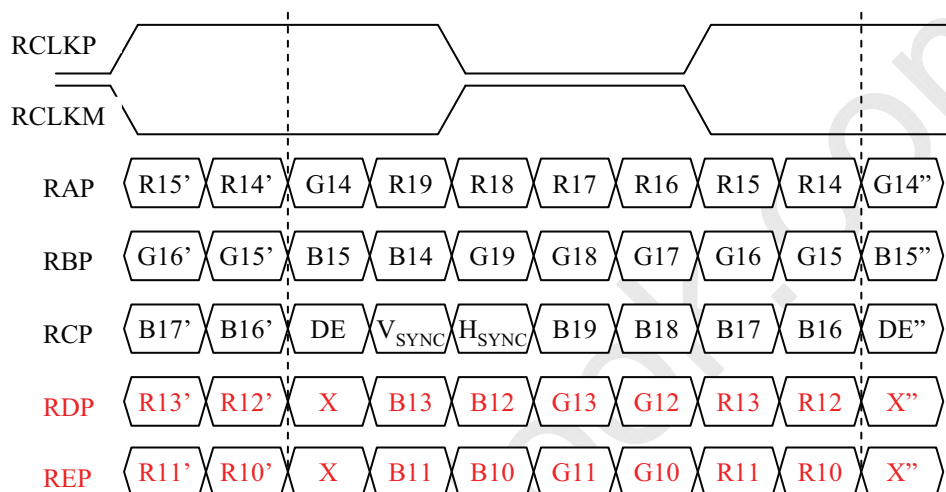 RCLKP
RCLKM
RAP R15’ R14’ G14 R19 R18 R17 R16 R15 R14 G14”
RBP G16’ G15’ B15 B14 G19 G18 G17 G16 G15 B15”
RCP B17’ B16’ DE VSYNC HSYNC B19 B18 B17 B16 DE”
RDP R13’ R12’ X B13 B12 G13 G12 R13 R12 X”
REP R11’ R10’ X B11 B10 G11 G10 R11 R10 X”